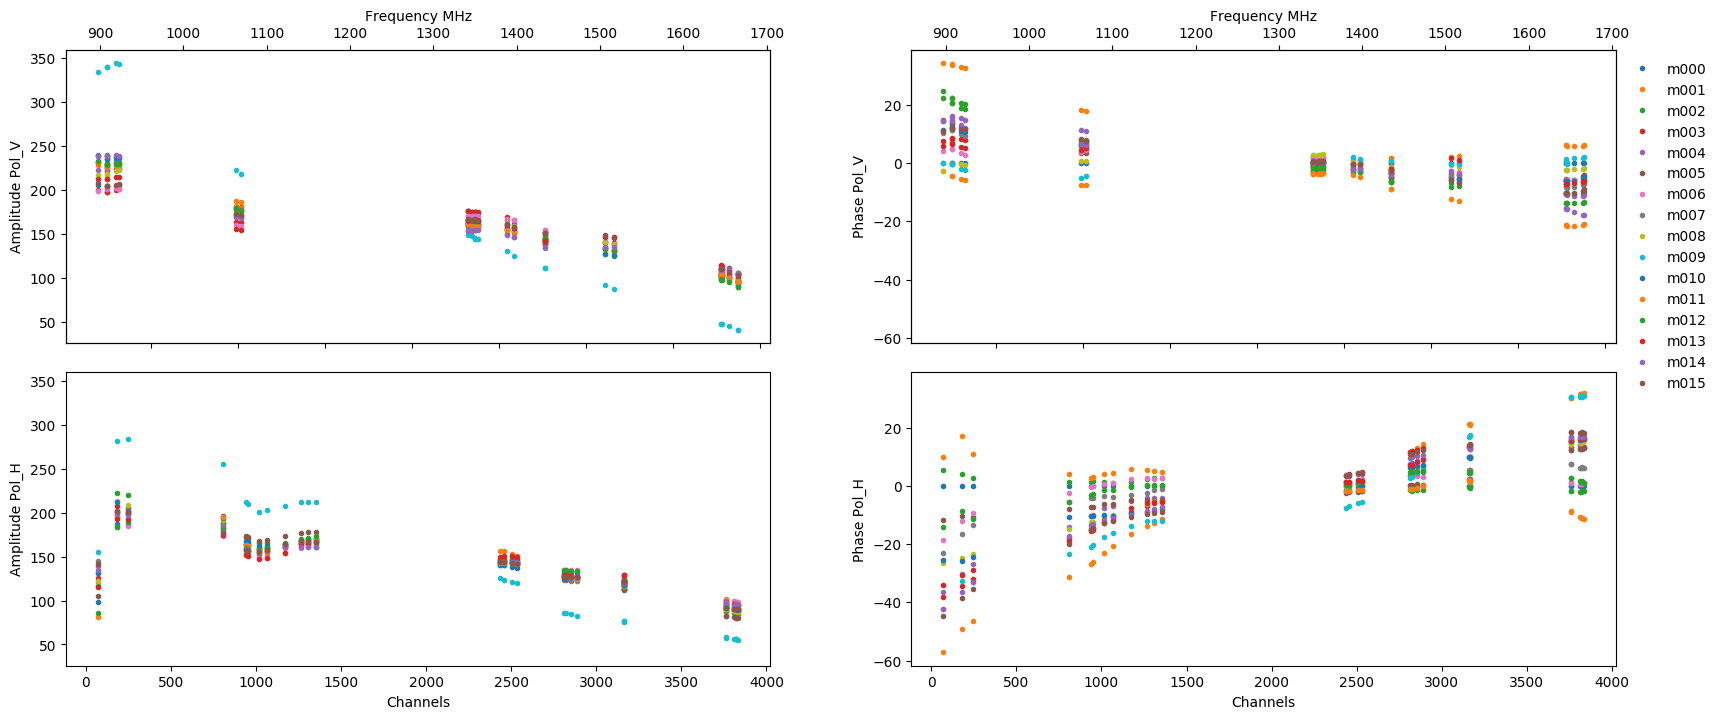 Frequency MHz
Frequency MHz
900 1000 1100 1200 1300 1400 1500 1600 1700
900 1000 1100 1200 1300 1400 1500 1600 1700
350
300
250
200
150
100
50
Amplitude Pol_V
20
0
−20
−40
−60
Phase Pol_V
m000
m001
m002
m003
m004
m005
m006
m007
m008
m009
m010
m011
m012
m013
m014
m015
350
300
250
200
150
100
50
Amplitude Pol_H
0 500 1000 1500 2000 2500 3000 3500 4000
Channels
20
0
−20
−40
−60
Phase Pol_H
0 500 1000 1500 2000 2500 3000 3500 4000
Channels